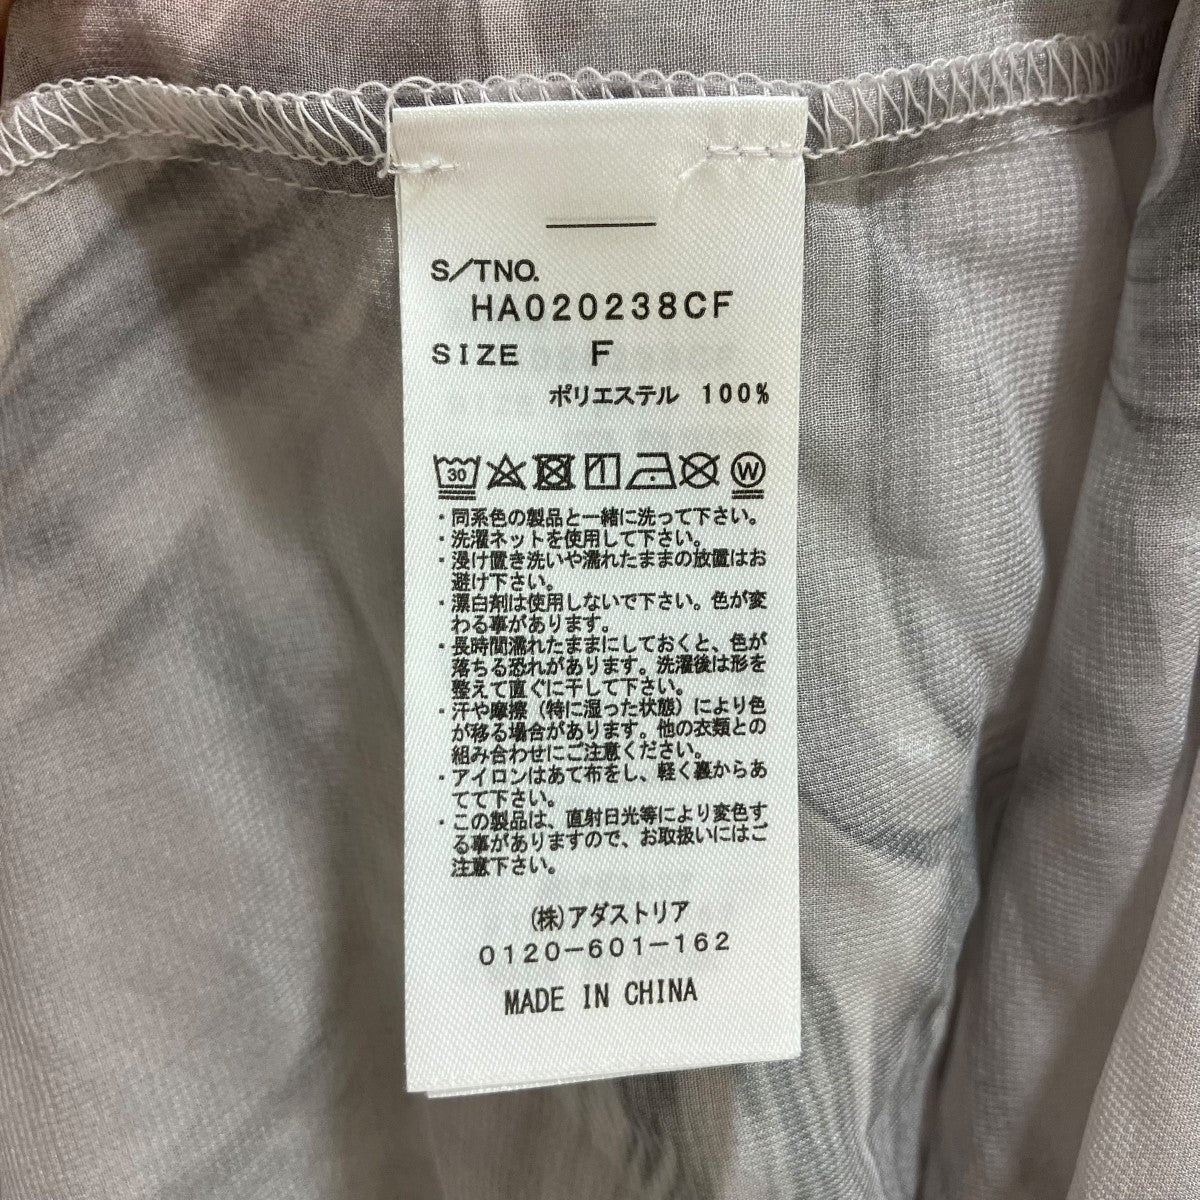 S/TNO.
HA020238CF
SIZE F
ポリエステル 100%
30
W
・同系色の製品と一緒に洗って下さい。
・洗濯ネットを使用して下さい。
・浸け置き洗いや濡れたままの放置はお
避け下さい。
・漂白剤は使用しないで下さい。色が変
わる事があります。
・長時間濡れたままにしておくと、色が
落ちる恐れがあります。洗濯後は形を
整えて直ぐに干して下さい。
・汗や摩擦（特に湿った状態）により色
が移る場合があります。他の衣類との
組み合わせにご注意ください。
・アイロンはあて布をし、軽く裏からあ
てて下さい。
・この製品は、直射日光等により変色す
る事がありますので、お取扱いにはご
注意下さい。
(株)アダストリア
0120-601-162
MADE IN CHINA